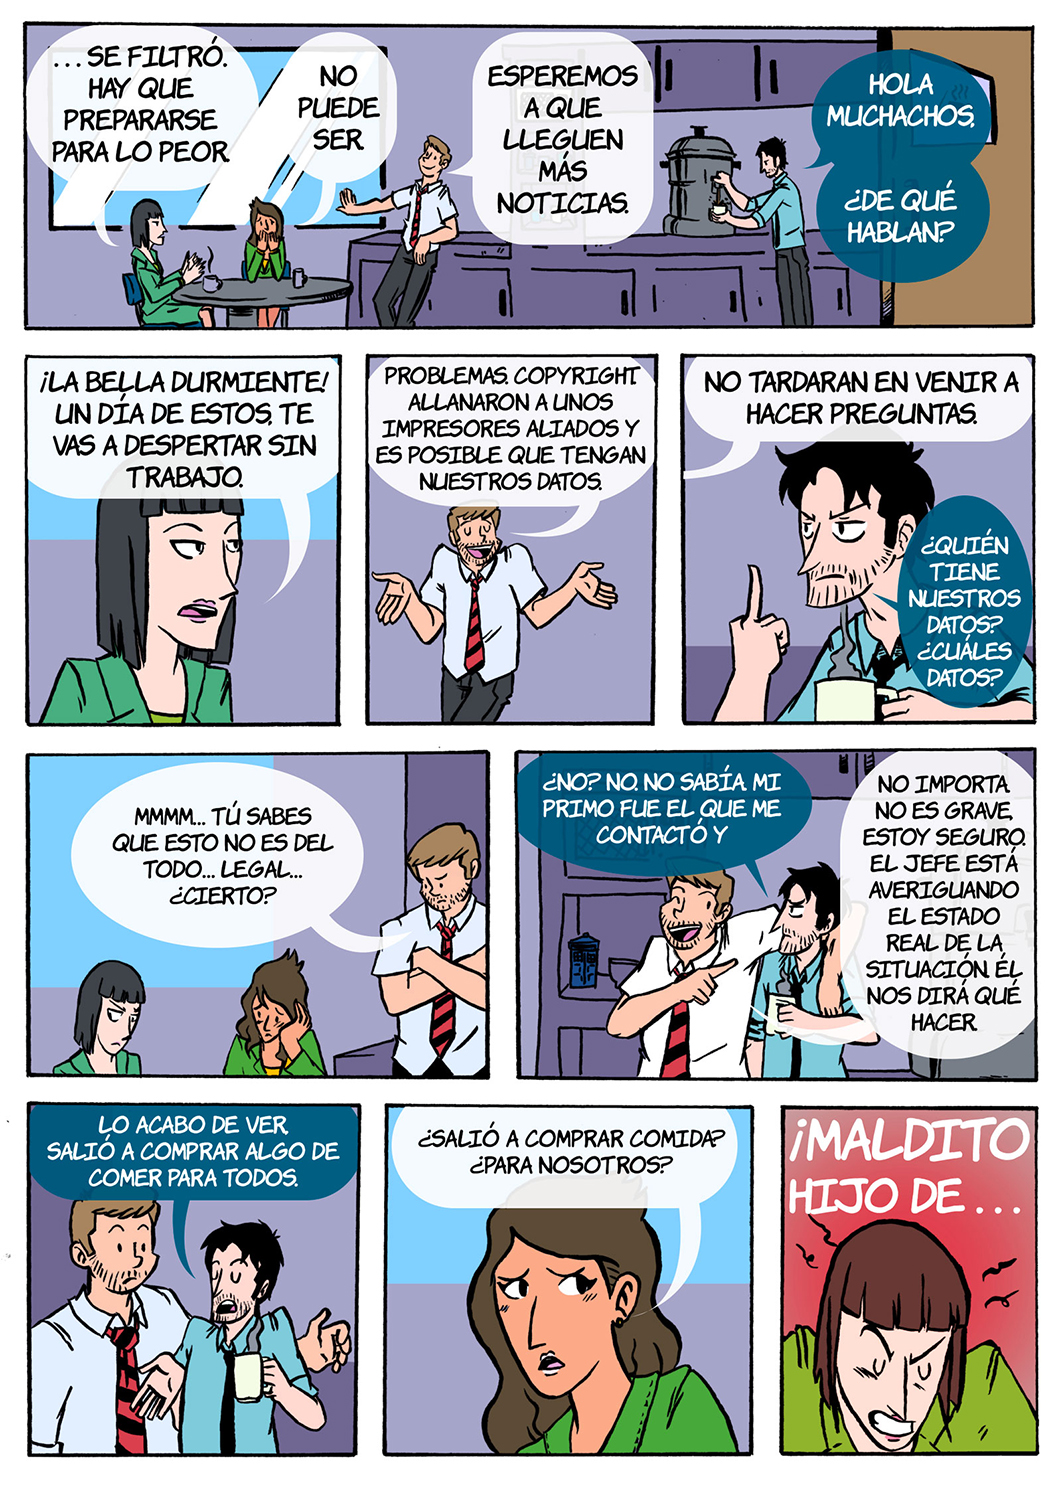 ...SE FILTRÓ.
HAY QUE
PREPARARSE
PARA LO PEOR.
NO
PUEDE
SER.
ESPEREMOS
A QUE
LLEGUEN
MÁS
NOTICIAS.
HOLA
MUCHACHOS,
¿DE QUÉ
HABLAN?
¡LA BELLA DURMIENTE!
UN DÍA DE ESTOS, TE
VAS A DESPERTAR SIN
TRABAJO.
PROBLEMAS. COPYRIGHT
ALLANARON A UNOS
IMPRESORES ALIADOS Y
ES POSIBLE QUE TENGAN
NUESTROS DATOS.
NO TARDARAN EN VENIR A
HACER PREGUNTAS.
¿QUIÉN
TIENE
NUESTROS
DATOS?
¿CUÁLES
DATOS?
MMMM... TÚ SABES
QUE ESTO NO ES DEL
TODO... LEGAL...
¿CIERTO?
¿NO? NO. NO SABÍA. MI
PRIMO FUE EL QUE ME
CONTACTÓ Y
NO IMPORTA.
NO ES GRAVE,
ESTOY SEGURO.
EL JEFE ESTÁ
AVERIGUANDO
EL ESTADO
REAL DE LA
SITUACIÓN. ÉL
NOS DIRÁ QUÉ
HACER.
LO ACABO DE VER.
SALIÓ A COMPRAR ALGO DE
COMER PARA TODOS.
¿SALIÓ A COMPRAR COMIDA?
¿PARA NOSOTROS?
¡MALDITO
HIJO DE...